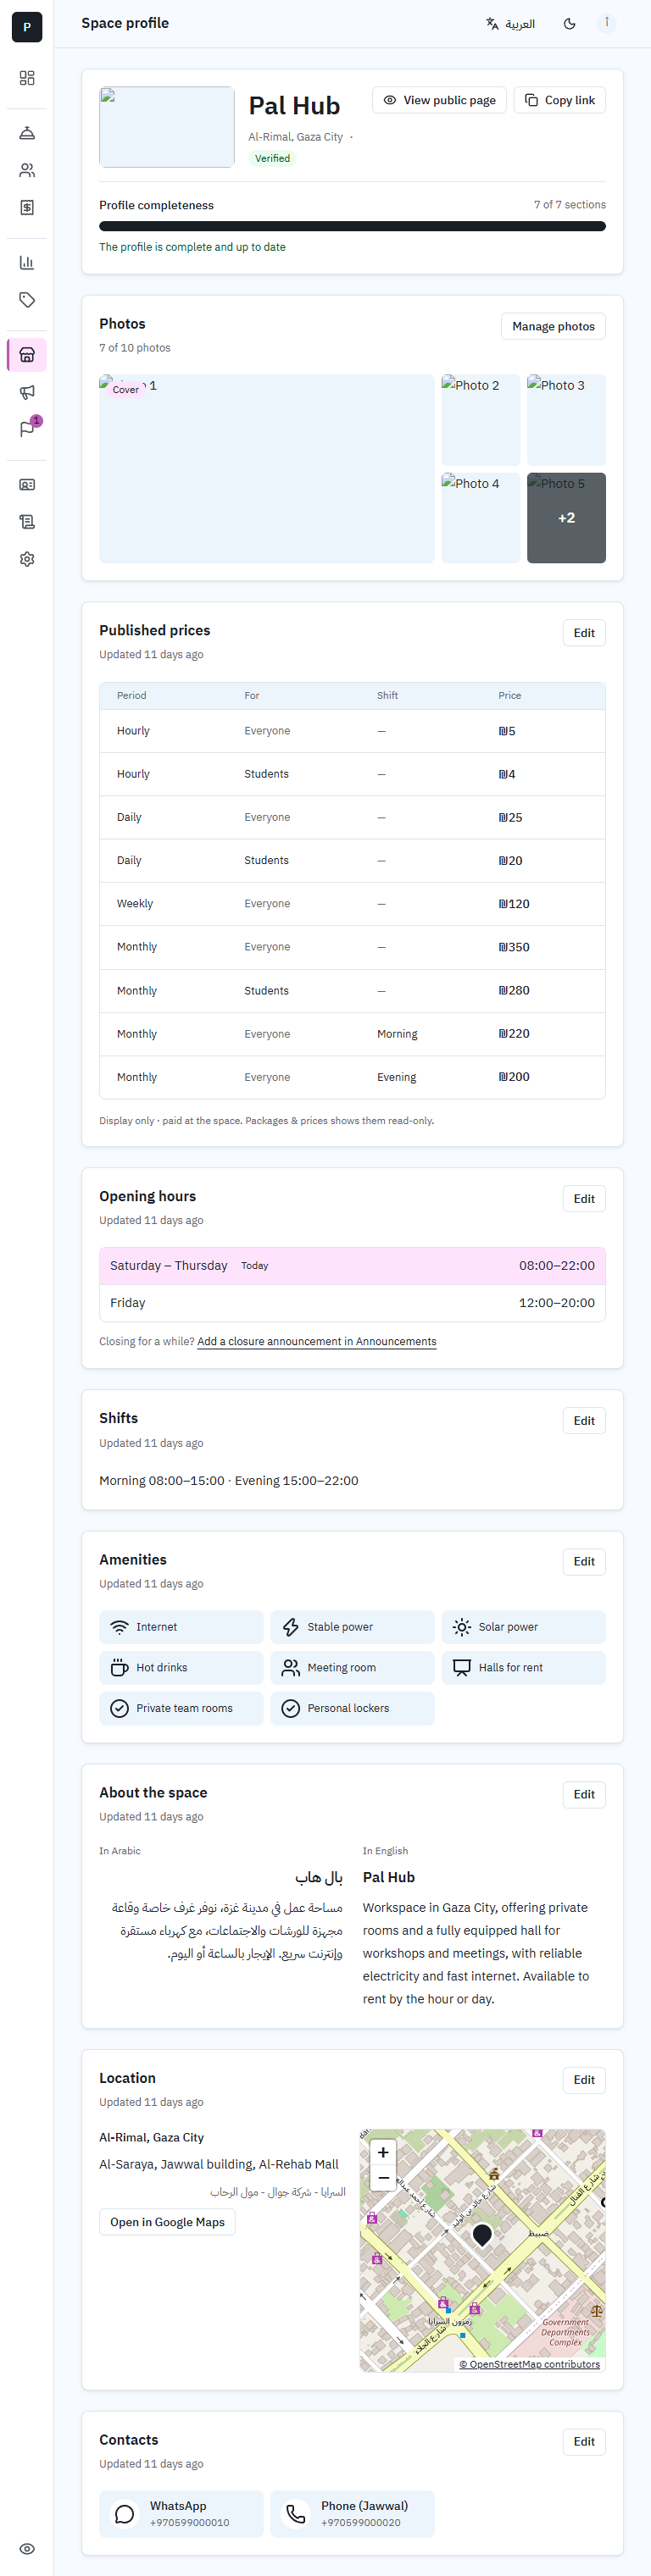 P
Space profile
العربية
أ
Pal Hub
View public page
Copy link
Al-Rimal, Gaza City ·
Verified
Profile completeness
7 of 7 sections
The profile is complete and up to date
Photos
7 of 10 photos
Manage photos
Cover
1
Photo 2
Photo 3
Photo 4
Photo 5
+2
1
Published prices
Edit
Updated 11 days ago
Period For Shift Price
Hourly Everyone — ₪5
Hourly Students — ₪4
Daily Everyone — ₪25
Daily Students — ₪20
Weekly Everyone — ₪120
Monthly Everyone — ₪350
Monthly Students — ₪280
Monthly Everyone Morning ₪220
Monthly Everyone Evening ₪200
Display only · paid at the space. Packages & prices shows them read-only.
Opening hours
Edit
Updated 11 days ago
Saturday – Thursday Today 08:00–22:00
Friday 12:00–20:00
Closing for a while? Add a closure announcement in Announcements
Shifts
Edit
Updated 11 days ago
Morning 08:00–15:00 · Evening 15:00–22:00
Amenities
Edit
Updated 11 days ago
Internet
Stable power
Solar power
Hot drinks
Meeting room
Halls for rent
Private team rooms
Personal lockers
About the space
Edit
Updated 11 days ago
In Arabic
بال هاب
مساحة عمل في مدينة غزة، نوفر غرف خاصة وقاعة
مجهزة للورشات والاجتماعات، مع كهرباء مستقرة
وإنترنت سريع. الإيجار بالساعة أو اليوم.
In English
Pal Hub
Workspace in Gaza City, offering private
rooms and a fully equipped hall for
workshops and meetings, with reliable
electricity and fast internet. Available to
rent by the hour or day.
Location
Edit
Updated 11 days ago
Al-Rimal, Gaza City
Al-Saraya, Jawwal building, Al-Rehab Mall
السرايا - شركة جوال - مول الرحاب
Open in Google Maps
+
−
شارع خالد بن الوليد
ضبيط
رمزون السرايا
شارع الجلاء
Government
Departments
Complex
© OpenStreetMap contributors
Contacts
Edit
Updated 11 days ago
WhatsApp
+970599000010
Phone (Jawwal)
+970599000020